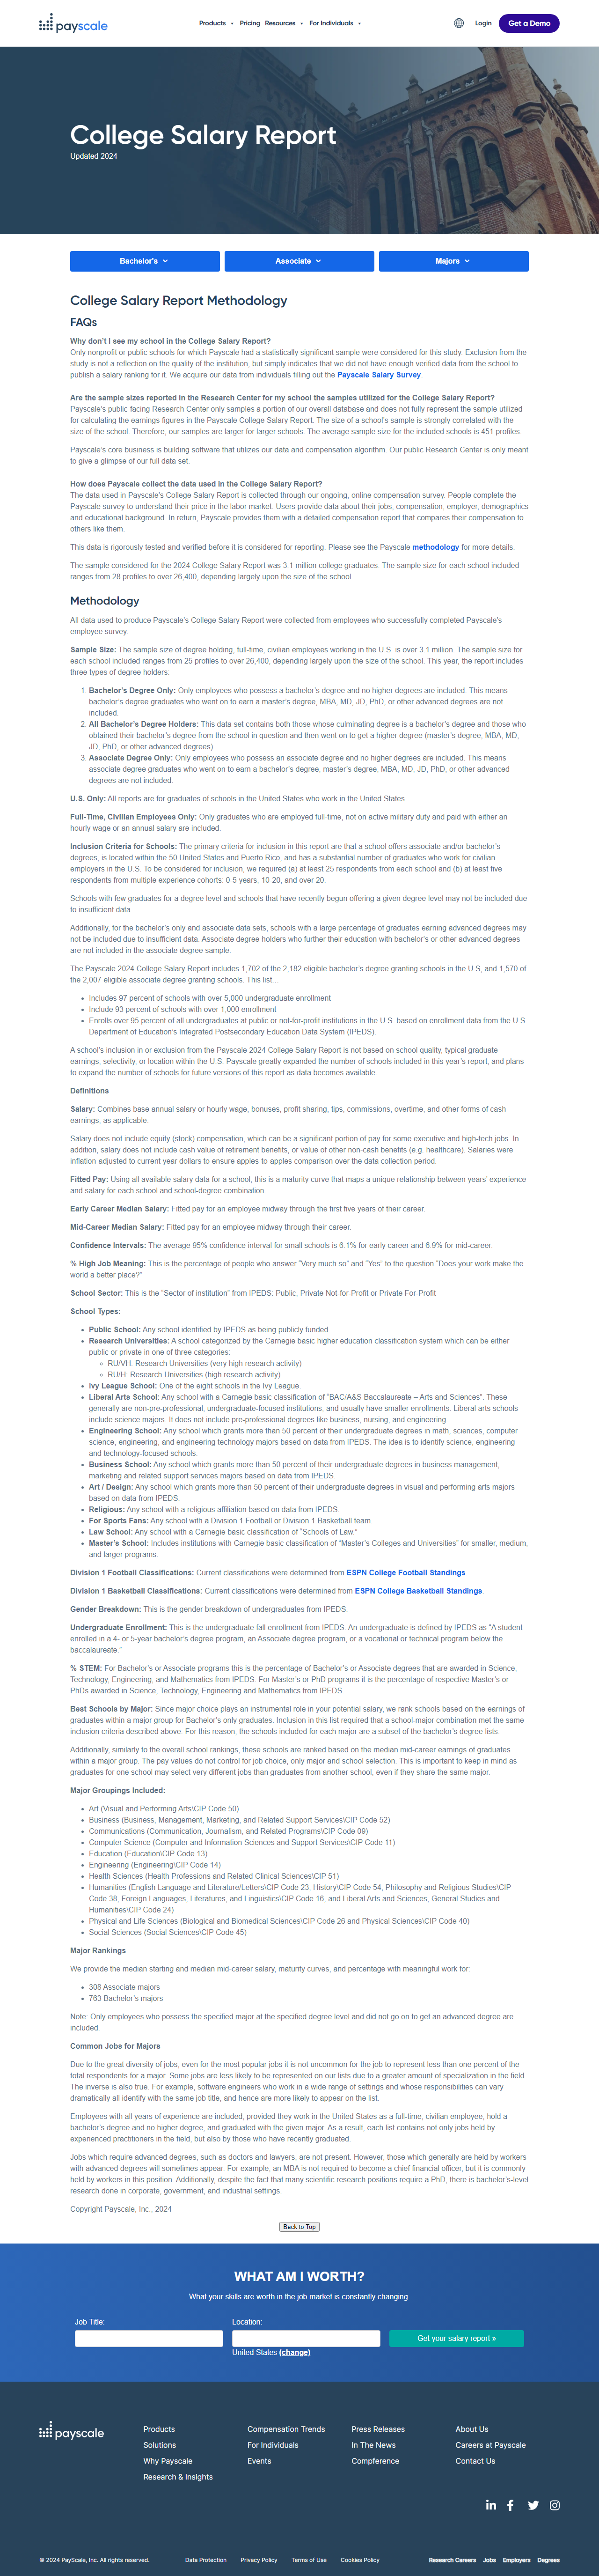 payscale
Products
Pricing
Resources
For Individuals
Login
Get a Demo
College Salary Report
Updated 2024
Bachelor's
Associate
Majors
College Salary Report Methodology
FAQs
Why don't I see my school in the College Salary Report?
Only nonprofit or public schools for which Payscale had a statistically significant sample were considered for this study. Exclusion from the
study is not a reflection on the quality of the institution, but simply indicates that we did not have enough verified data from the school to
publish a salary ranking for it. We acquire our data from individuals filling out the Payscale Salary Survey.
Are the sample sizes reported in the Research Center for my school the samples utilized for the College Salary Report?
Payscale's public-facing Research Center only samples a portion of our overall database and does not fully represent the sample utilized
for calculating the earnings figures in the Payscale College Salary Report. The size of a school's sample is strongly correlated with the
size of the school. Therefore, our samples are larger for larger schools. The average sample size for the included schools is 451 profiles.
Payscale's core business is building software that utilizes our data and compensation algorithm. Our public Research Center is only meant
to give a glimpse of our full data set.
How does Payscale collect the data used in the College Salary Report?
The data used in Payscale's College Salary Report is collected through our ongoing, online compensation survey. People complete the
Payscale survey to understand their price in the labor market. Users provide data about their jobs, compensation, employer, demographics
and educational background. In return, Payscale provides them with a detailed compensation report that compares their compensation to
others like them.
This data is rigorously tested and verified before it is considered for reporting. Please see the Payscale methodology for more details.
The sample considered for the 2024 College Salary Report was 3.1 million college graduates. The sample size for each school included
ranges from 28 profiles to over 26,400, depending largely upon the size of the school.
Methodology
All data used to produce Payscale's College Salary Report were collected from employees who successfully completed Payscale's
employee survey.
Sample Size: The sample size of degree holding, full-time, civilian employees working in the U.S. is over 3.1 million. The sample size for
each school included ranges from 25 profiles to over 26,400, depending largely upon the size of the school. This year, the report includes
three types of degree holders:
1. Bachelor's Degree Only: Only employees who possess a bachelor's degree and no higher degrees are included. This means
bachelor's degree graduates who went on to earn a master's degree, MBA, MD, JD, PhD, or other advanced degrees are not
included.
2. All Bachelor's Degree Holders: This data set contains both those whose culminating degree is a bachelor's degree and those who
obtained their bachelor's degree from the school in question and then went on to get a higher degree (master's degree, MBA, MD,
JD, PhD, or other advanced degrees).
3. Associate Degree Only: Only employees who possess an associate degree and no higher degrees are included. This means
associate degree graduates who went on to earn a bachelor's degree, master's degree, MBA, MD, JD, PhD, or other advanced
degrees are not included.
U.S. Only: All reports are for graduates of schools in the United States who work in the United States.
Full-Time, Civilian Employees Only: Only graduates who are employed full-time, not on active military duty and paid with either an
hourly wage or an annual salary are included.
Inclusion Criteria for Schools: The primary criteria for inclusion in this report are that a school offers associate and/or bachelor's
degrees, is located within the 50 United States and Puerto Rico, and has a substantial number of graduates who work for civilian
employers in the U.S. To be considered for inclusion, we required (a) at least 25 respondents from each school and (b) at least five
respondents from multiple experience cohorts: 0-5 years, 10-20, and over 20.
Schools with few graduates for a degree level and schools that have recently begun offering a given degree level may not be included due
to insufficient data.
Additionally, for the bachelor's only and associate data sets, schools with a large percentage of graduates earning advanced degrees may
not be included due to insufficient data. Associate degree holders who further their education with bachelor's or other advanced degrees
are not included in the associate degree sample.
The Payscale 2024 College Salary Report includes 1,702 of the 2,182 eligible bachelor's degree granting schools in the U.S, and 1,570 of
the 2,007 eligible associate degree granting schools. This list...
• Includes 97 percent of schools with over 5,000 undergraduate enrollment
• Include 93 percent of schools with over 1,000 enrollment
• Enrolls over 95 percent of all undergraduates at public or not-for-profit institutions in the U.S. based on enrollment data from the U.S.
Department of Education's Integrated Postsecondary Education Data System (IPEDS).
A school's inclusion in or exclusion from the Payscale 2024 College Salary Report is not based on school quality, typical graduate
earnings, selectivity, or location within the U.S. Payscale greatly expanded the number of schools included in this year's report, and plans
to expand the number of schools for future versions of this report as data becomes available.
Definitions
Salary: Combines base annual salary or hourly wage, bonuses, profit sharing, tips, commissions, overtime, and other forms of cash
earnings, as applicable.
Salary does not include equity (stock) compensation, which can be a significant portion of pay for some executive and high-tech jobs. In
addition, salary does not include cash value of retirement benefits, or value of other non-cash benefits (e.g. healthcare). Salaries were
inflation-adjusted to current year dollars to ensure apples-to-apples comparison over the data collection period.
Fitted Pay: Using all available salary data for a school, this is a maturity curve that maps a unique relationship between years' experience
and salary for each school and school-degree combination.
Early Career Median Salary: Fitted pay for an employee midway through the first five years of their career.
Mid-Career Median Salary: Fitted pay for an employee midway through their career.
Confidence Intervals: The average 95% confidence interval for small schools is 6.1% for early career and 6.9% for mid-career.
% High Job Meaning: This is the percentage of people who answer "Very much so" and "Yes" to the question "Does your work make the
world a better place?"
School Sector: This is the "Sector of institution" from IPEDS: Public, Private Not-for-Profit or Private For-Profit
School Types:
• Public School: Any school identified by IPEDS as being publicly funded.
• Research Universities: A school categorized by the Carnegie basic higher education classification system which can be either
public or private in one of three categories:
◦ RU/VH: Research Universities (very high research activity)
◦ RU/H: Research Universities (high research activity)
• Ivy League School: One of the eight schools in the Ivy League.
• Liberal Arts School: Any school with a Carnegie basic classification of "BAC/A&S Baccalaureate – Arts and Sciences". These
generally are non-pre-professional, undergraduate-focused institutions, and usually have smaller enrollments. Liberal arts schools
include science majors. It does not include pre-professional degrees like business, nursing, and engineering.
• Engineering School: Any school which grants more than 50 percent of their undergraduate degrees in math, sciences, computer
science, engineering, and engineering technology majors based on data from IPEDS. The idea is to identify science, engineering
and technology-focused schools.
• Business School: Any school which grants more than 50 percent of their undergraduate degrees in business management,
marketing and related support services majors based on data from IPEDS.
• Art / Design: Any school which grants more than 50 percent of their undergraduate degrees in visual and performing arts majors
based on data from IPEDS.
• Religious: Any school with a religious affiliation based on data from IPEDS.
• For Sports Fans: Any school with a Division 1 Football or Division 1 Basketball team.
• Law School: Any school with a Carnegie basic classification of "Schools of Law."
• Master's School: Includes institutions with Carnegie basic classification of "Master's Colleges and Universities" for smaller, medium,
and larger programs.
Division 1 Football Classifications: Current classifications were determined from ESPN College Football Standings.
Division 1 Basketball Classifications: Current classifications were determined from ESPN College Basketball Standings.
Gender Breakdown: This is the gender breakdown of undergraduates from IPEDS.
Undergraduate Enrollment: This is the undergraduate fall enrollment from IPEDS. An undergraduate is defined by IPEDS as "A student
enrolled in a 4- or 5-year bachelor's degree program, an Associate degree program, or a vocational or technical program below the
baccalaureate."
% STEM: For Bachelor's or Associate programs this is the percentage of Bachelor's or Associate degrees that are awarded in Science,
Technology, Engineering, and Mathematics from IPEDS. For Master's or PhD programs it is the percentage of respective Master's or
PhDs awarded in Science, Technology, Engineering and Mathematics from IPEDS.
Best Schools by Major: Since major choice plays an instrumental role in your potential salary, we rank schools based on the earnings of
graduates within a major group for Bachelor's only graduates. Inclusion in this list required that a school-major combination met the same
inclusion criteria described above. For this reason, the schools included for each major are a subset of the bachelor's degree lists.
Additionally, similarly to the overall school rankings, these schools are ranked based on the median mid-career earnings of graduates
within a major group. The pay values do not control for job choice, only major and school selection. This is important to keep in mind as
graduates for one school may select very different jobs than graduates from another school, even if they share the same major.
Major Groupings Included:
• Art (Visual and Performing Arts\CIP Code 50)
• Business (Business, Management, Marketing, and Related Support Services\CIP Code 52)
• Communications (Communication, Journalism, and Related Programs\CIP Code 09)
• Computer Science (Computer and Information Sciences and Support Services\CIP Code 11)
• Education (Education\CIP Code 13)
• Engineering (Engineering\CIP Code 14)
• Health Sciences (Health Professions and Related Clinical Sciences\CIP 51)
• Humanities (English Language and Literature/Letters\CIP Code 23, History\CIP Code 54, Philosophy and Religious Studies\CIP
Code 38, Foreign Languages, Literatures, and Linguistics\CIP Code 16, and Liberal Arts and Sciences, General Studies and
Humanities\CIP Code 24)
• Physical and Life Sciences (Biological and Biomedical Sciences\CIP Code 26 and Physical Sciences\CIP Code 40)
• Social Sciences (Social Sciences\CIP Code 45)
Major Rankings
We provide the median starting and median mid-career salary, maturity curves, and percentage with meaningful work for:
• 308 Associate majors
• 763 Bachelor's majors
Note: Only employees who possess the specified major at the specified degree level and did not go on to get an advanced degree are
included.
Common Jobs for Majors
Due to the great diversity of jobs, even for the most popular jobs it is not uncommon for the job to represent less than one percent of the
total respondents for a major. Some jobs are less likely to be represented on our lists due to a greater amount of specialization in the field.
The inverse is also true. For example, software engineers who work in a wide range of settings and whose responsibilities can vary
dramatically all identify with the same job title, and hence are more likely to appear on the list.
Employees with all years of experience are included, provided they work in the United States as a full-time, civilian employee, hold a
bachelor's degree and no higher degree, and graduated with the given major. As a result, each list contains not only jobs held by
experienced practitioners in the field, but also by those who have recently graduated.
Jobs which require advanced degrees, such as doctors and lawyers, are not present. However, those which generally are held by workers
with advanced degrees will sometimes appear. For example, an MBA is not required to become a chief financial officer, but it is commonly
held by workers in this position. Additionally, despite the fact that many scientific research positions require a PhD, there is bachelor's-level
research done in corporate, government, and industrial settings.
Copyright Payscale, Inc., 2024
Back to Top
WHAT AM I WORTH?
What your skills are worth in the job market is constantly changing.
Job Title:
Location:
Get your salary report »
United States (change)
payscale
Products
Compensation Trends
Press Releases
About Us
Solutions
For Individuals
In The News
Careers at Payscale
Why Payscale
Events
Compference
Contact Us
Research & Insights
© 2024 PayScale, Inc. All rights reserved.
Data Protection
Privacy Policy
Terms of Use
Cookies Policy
Research Careers
Jobs
Employers
Degrees